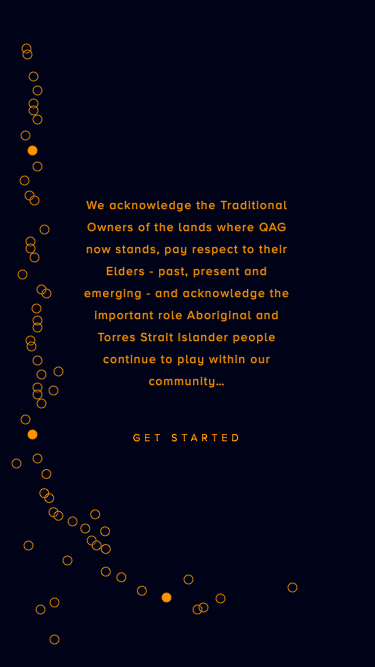 We acknowledge the Traditional
Owners of the lands where QAG
now stands, pay respect to their
Elders - past, present and
emerging - and acknowledge the
important role Aboriginal and
Torres Strait Islander people
continue to play within our
community…
GET STARTED